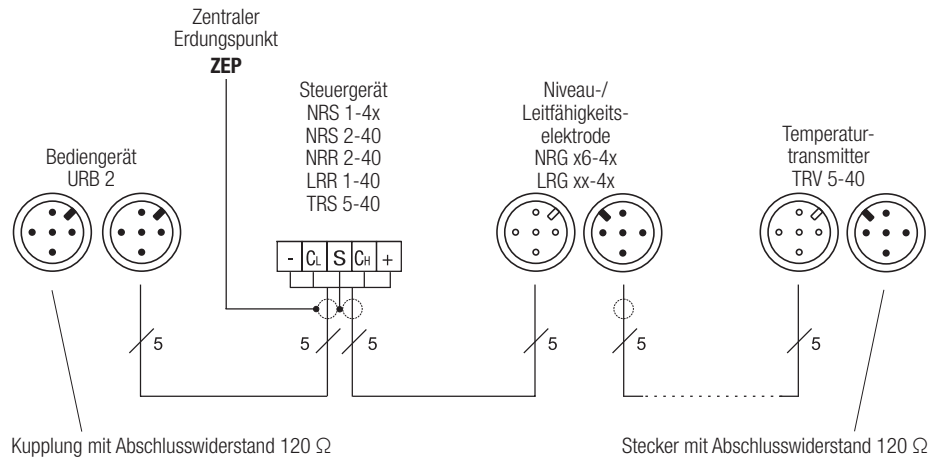 Zentraler
Erdungspunkt
ZEP
Steuergerät
NRS 1-4x
NRS 2-40
NRR 2-40
LRR 1-40
TRS 5-40
Niveau-/
Leitfähigkeits-
elektrode
NRG x6-4x
LRG xx-4x
Temperatur-
transmitter
TRV 5-40
Bediengerät
URB 2
- CL S CH +
5
5
5
5
5
5
Kupplung mit Abschlusswiderstand 120 Ω
Stecker mit Abschlusswiderstand 120 Ω